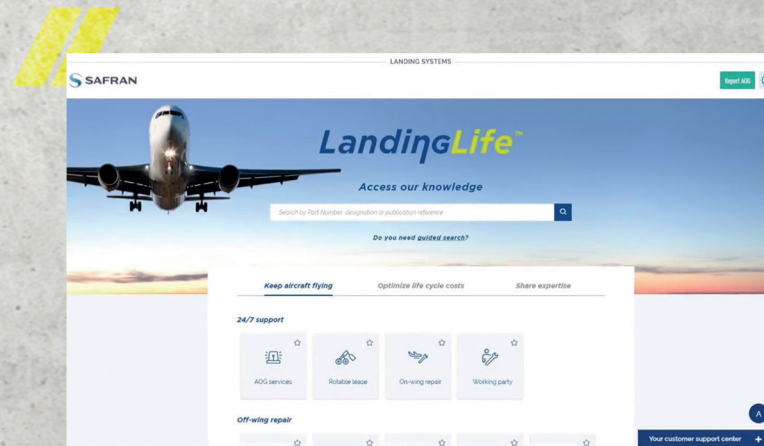 LANDING SYSTEMS
SAFRAN
Report AOG
LandingLife™
Access our knowledge
Search by Part Number, designation or publication reference
Do you need guided search?
Keep aircraft flying
Optimize life cycle costs
Share expertise
24/7 support
AOG services
Rotable lease
On-wing repair
Working party
Off-wing repair
A
Your customer support center +